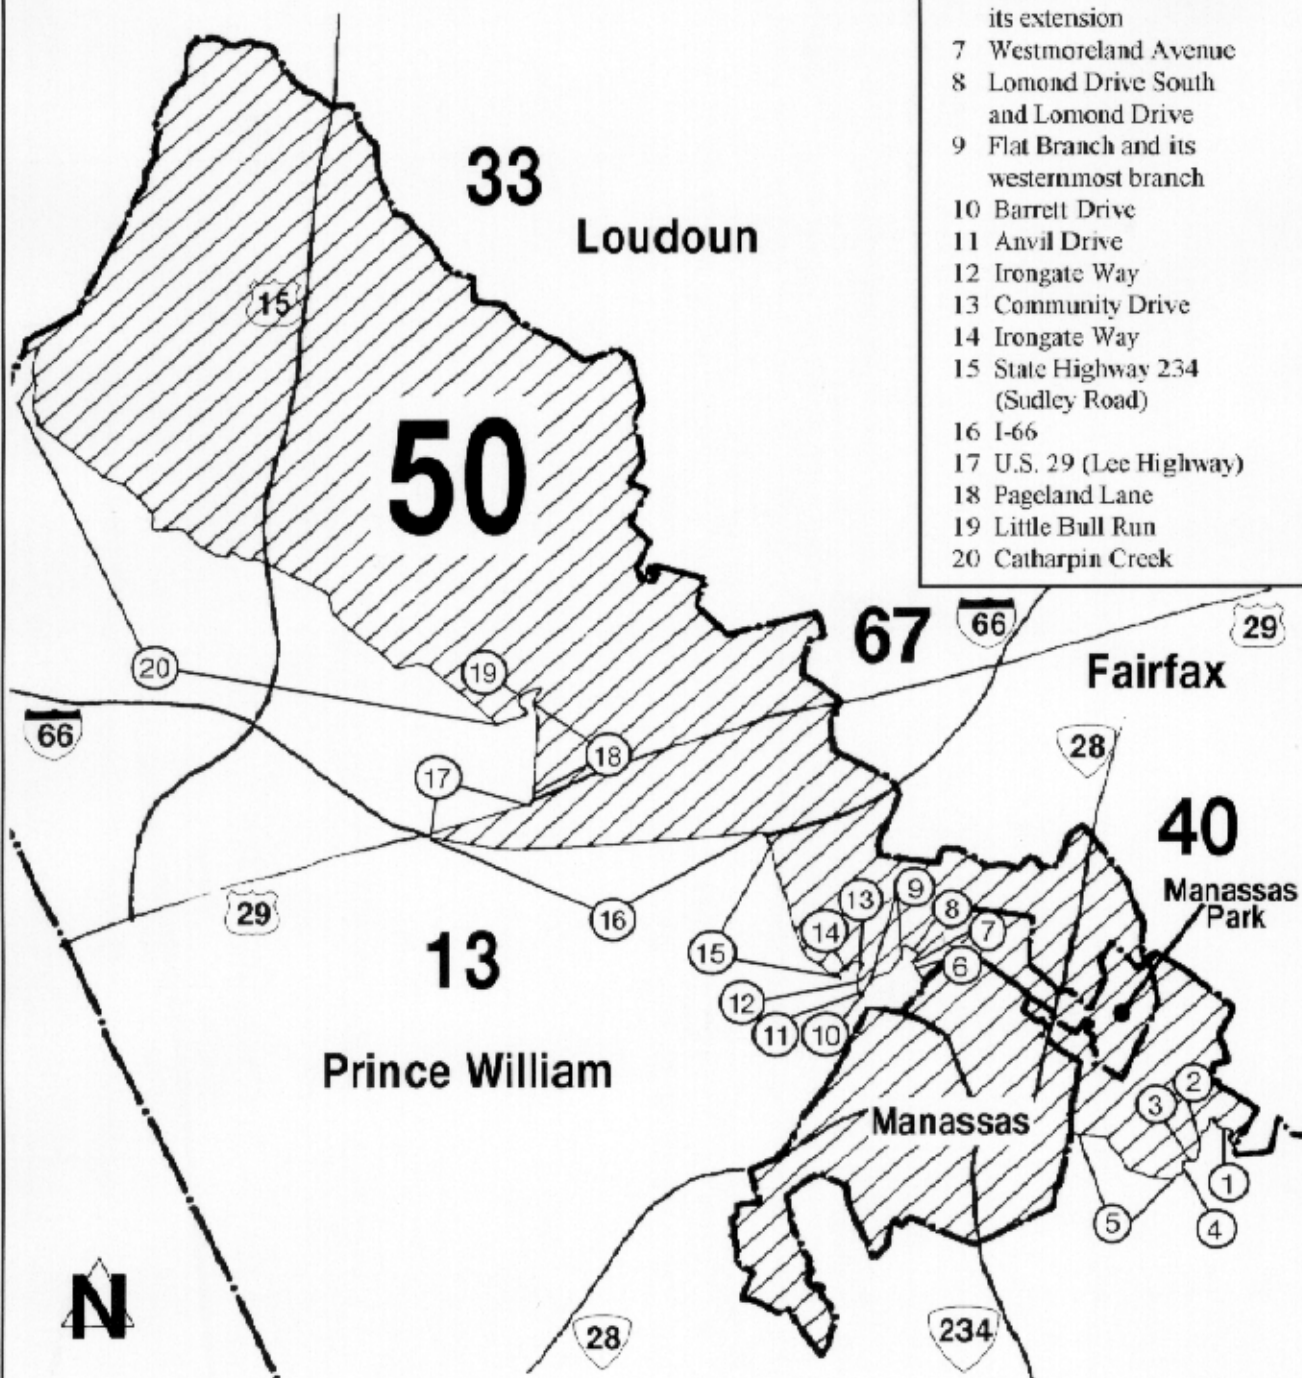 its extension
7 Westmoreland Avenue
8 Lomond Drive South
and Lomond Drive
9 Flat Branch and its
westernmost branch
10 Barrett Drive
11 Anvil Drive
12 Irongate Way
13 Community Drive
14 Irongate Way
15 State Highway 234
(Sudley Road)
16 I-66
17 U.S. 29 (Lee Highway)
18 Pageland Lane
19 Little Bull Run
20 Catharpin Creek
33
Loudoun
15
50
67
66
29
Fairfax
20
19
66
18
28
17
40
Manassas
Park
29
16
13
9
13
8
14
7
15
6
12
11
10
Prince William
2
3
Manassas
1
5
4
N
28
234